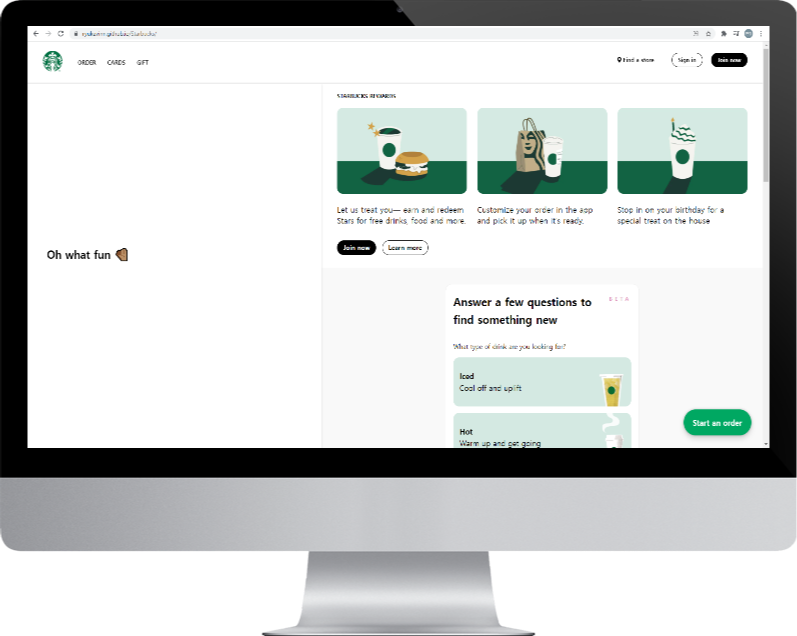 ORDER
CARDS
GIFT
Find a store
Sign in
Join now
Oh what fun
STARBUCKS REWARDS
Let us treat you— earn and redeem
Stars for free drinks, food and more.
Customize your order in the app
and pick it up when it's ready.
Stop in on your birthday for a
special treat on the house
Join now
Learn more
Answer a few questions to
find something new
BETA
What type of drink are you looking for?
Iced
Cool off and uplift
Hot
Warm up and get going
Start an order